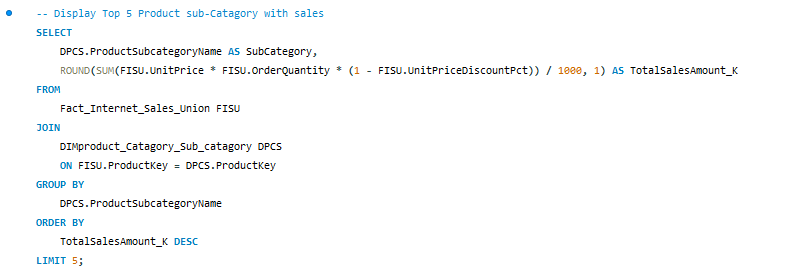 -- Display Top 5 Product sub-Catagory with sales
SELECT
DPCS.ProductSubcategoryName AS SubCategory,
ROUND(SUM(FISU.UnitPrice * FISU.OrderQuantity * (1 - FISU.UnitPriceDiscountPct)) / 1000, 1) AS TotalSalesAmount_K
FROM
Fact_Internet_Sales_Union FISU
JOIN
DIMproduct_Catagory_Sub_catagory DPCS
ON FISU.ProductKey = DPCS.ProductKey
GROUP BY
DPCS.ProductSubcategoryName
ORDER BY
TotalSalesAmount_K DESC
LIMIT 5;